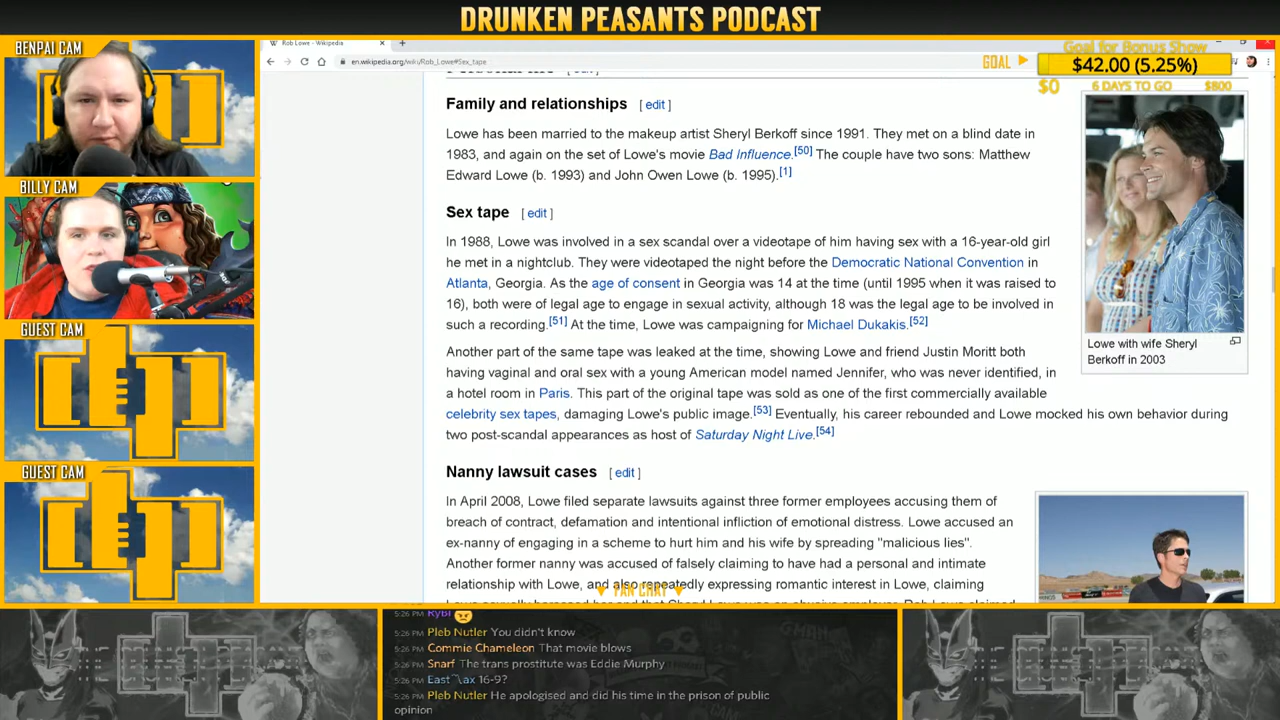 DRUNKEN PEASANTS PODCAST
BENPAI CAM
BILLY CAM
GUEST CAM
GUEST CAM
Rob Lowe - Wikipedia
en.wikipedia.org/wiki/Rob_Lowe#Sex_tape
GOAL
Goal for Bonus Show
$42.00 (5.25%)
$0 6 DAYS TO GO $800
Family and relationships [ edit ]
Lowe has been married to the makeup artist Sheryl Berkoff since 1991. They met on a blind date in
1983, and again on the set of Lowe's movie Bad Influence.[50] The couple have two sons: Matthew
Edward Lowe (b. 1993) and John Owen Lowe (b. 1995).[1]
Sex tape [ edit ]
In 1988, Lowe was involved in a sex scandal over a videotape of him having sex with a 16-year-old girl
he met in a nightclub. They were videotaped the night before the Democratic National Convention in
Atlanta, Georgia. As the age of consent in Georgia was 14 at the time (until 1995 when it was raised to
16), both were of legal age to engage in sexual activity, although 18 was the legal age to be involved in
such a recording.[51] At the time, Lowe was campaigning for Michael Dukakis.[52]
Another part of the same tape was leaked at the time, showing Lowe and friend Justin Moritt both
having vaginal and oral sex with a young American model named Jennifer, who was never identified, in
a hotel room in Paris. This part of the original tape was sold as one of the first commercially available
celebrity sex tapes, damaging Lowe's public image.[53] Eventually, his career rebounded and Lowe mocked his own behavior during
two post-scandal appearances as host of Saturday Night Live.[54]
Lowe with wife Sheryl
Berkoff in 2003
Nanny lawsuit cases [ edit ]
In April 2008, Lowe filed separate lawsuits against three former employees accusing them of
breach of contract, defamation and intentional infliction of emotional distress. Lowe accused an
ex-nanny of engaging in a scheme to hurt him and his wife by spreading "malicious lies".
Another former nanny was accused of falsely claiming to have had a personal and intimate
relationship with Lowe, and also repeatedly expressing romantic interest in Lowe, claiming
FAN CHAT
5:26 PM RyBr
5:26 PM Pleb Nutler You didn't know
5:26 PM Commie Chameleon That movie blows
5:26 PM Snarf The trans prostitute was Eddie Murphy
5:26 PM 16-9?
5:26 PM Pleb Nutler He apologised and did his time in the prison of public
opinion